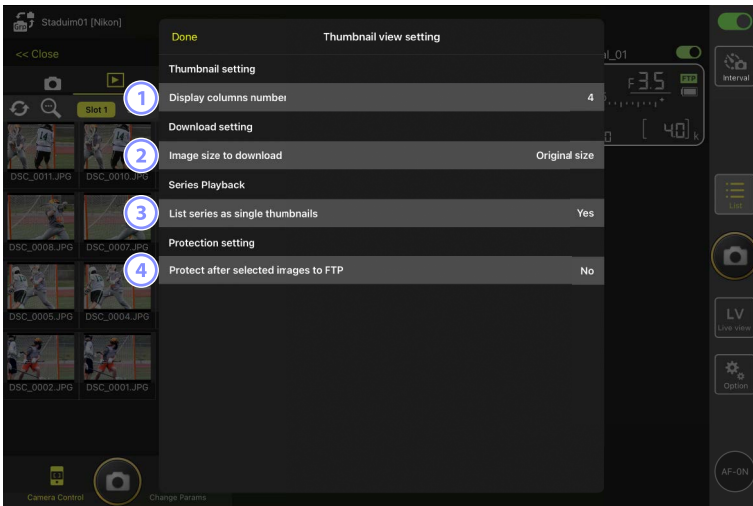 Staduim01 [Nikon]
Done
Thumbnail view setting
<< Close
Thumbnail setting
1
Display columns number
4
Download setting
2
Image size to download
Original size
Series Playback
3
List series as single thumbnails
Yes
Protection setting
4
Protect after selected images to FTP
No
Slot 1
DSC_0011.JPG
DSC_0010.JPG
DSC_0008.JPG
DSC_0007.JPG
DSC_0005.JPG
DSC_0004.JPG
DSC_0002.JPG
DSC_0001.JPG
Camera Control
Change Params
al_01
F3.5
FTP
[ 40] k
Interval
List
LV
Live view
Option
AF-ON